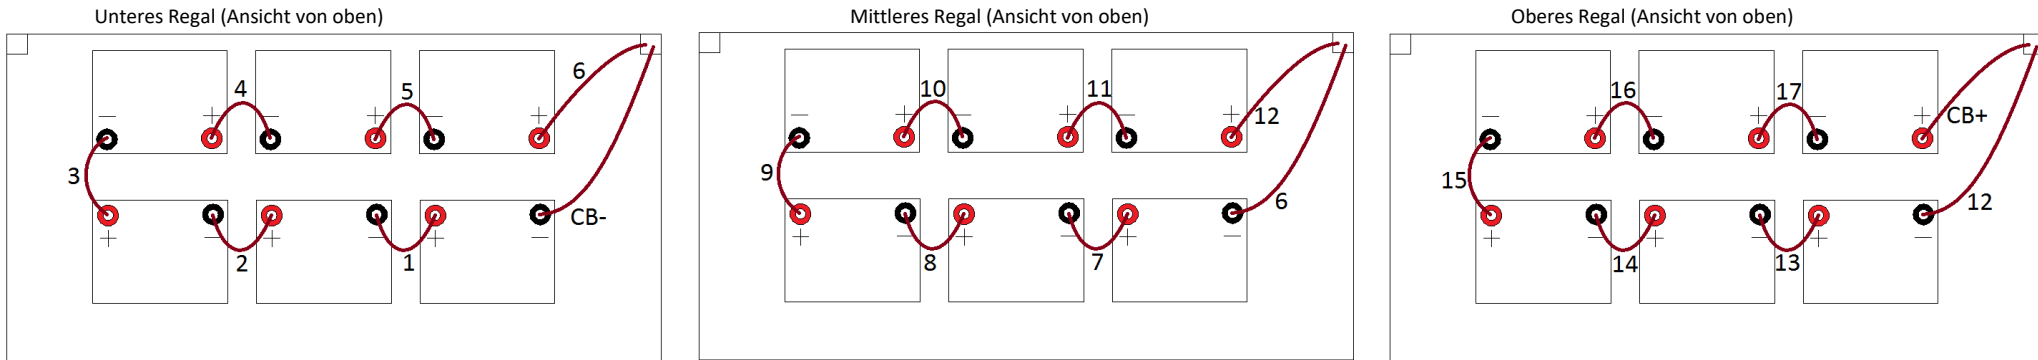 Unteres Regal (Ansicht von oben)
4 5 6
− + − + − +
3
CB-
+ − + − + −
2 1
Mittleres Regal (Ansicht von oben)
10 11 12
− + − + − +
9
6
+ − + − + −
8 7
Oberes Regal (Ansicht von oben)
16 17 CB+
− + − + − +
15
12
+ − + − + −
14 13